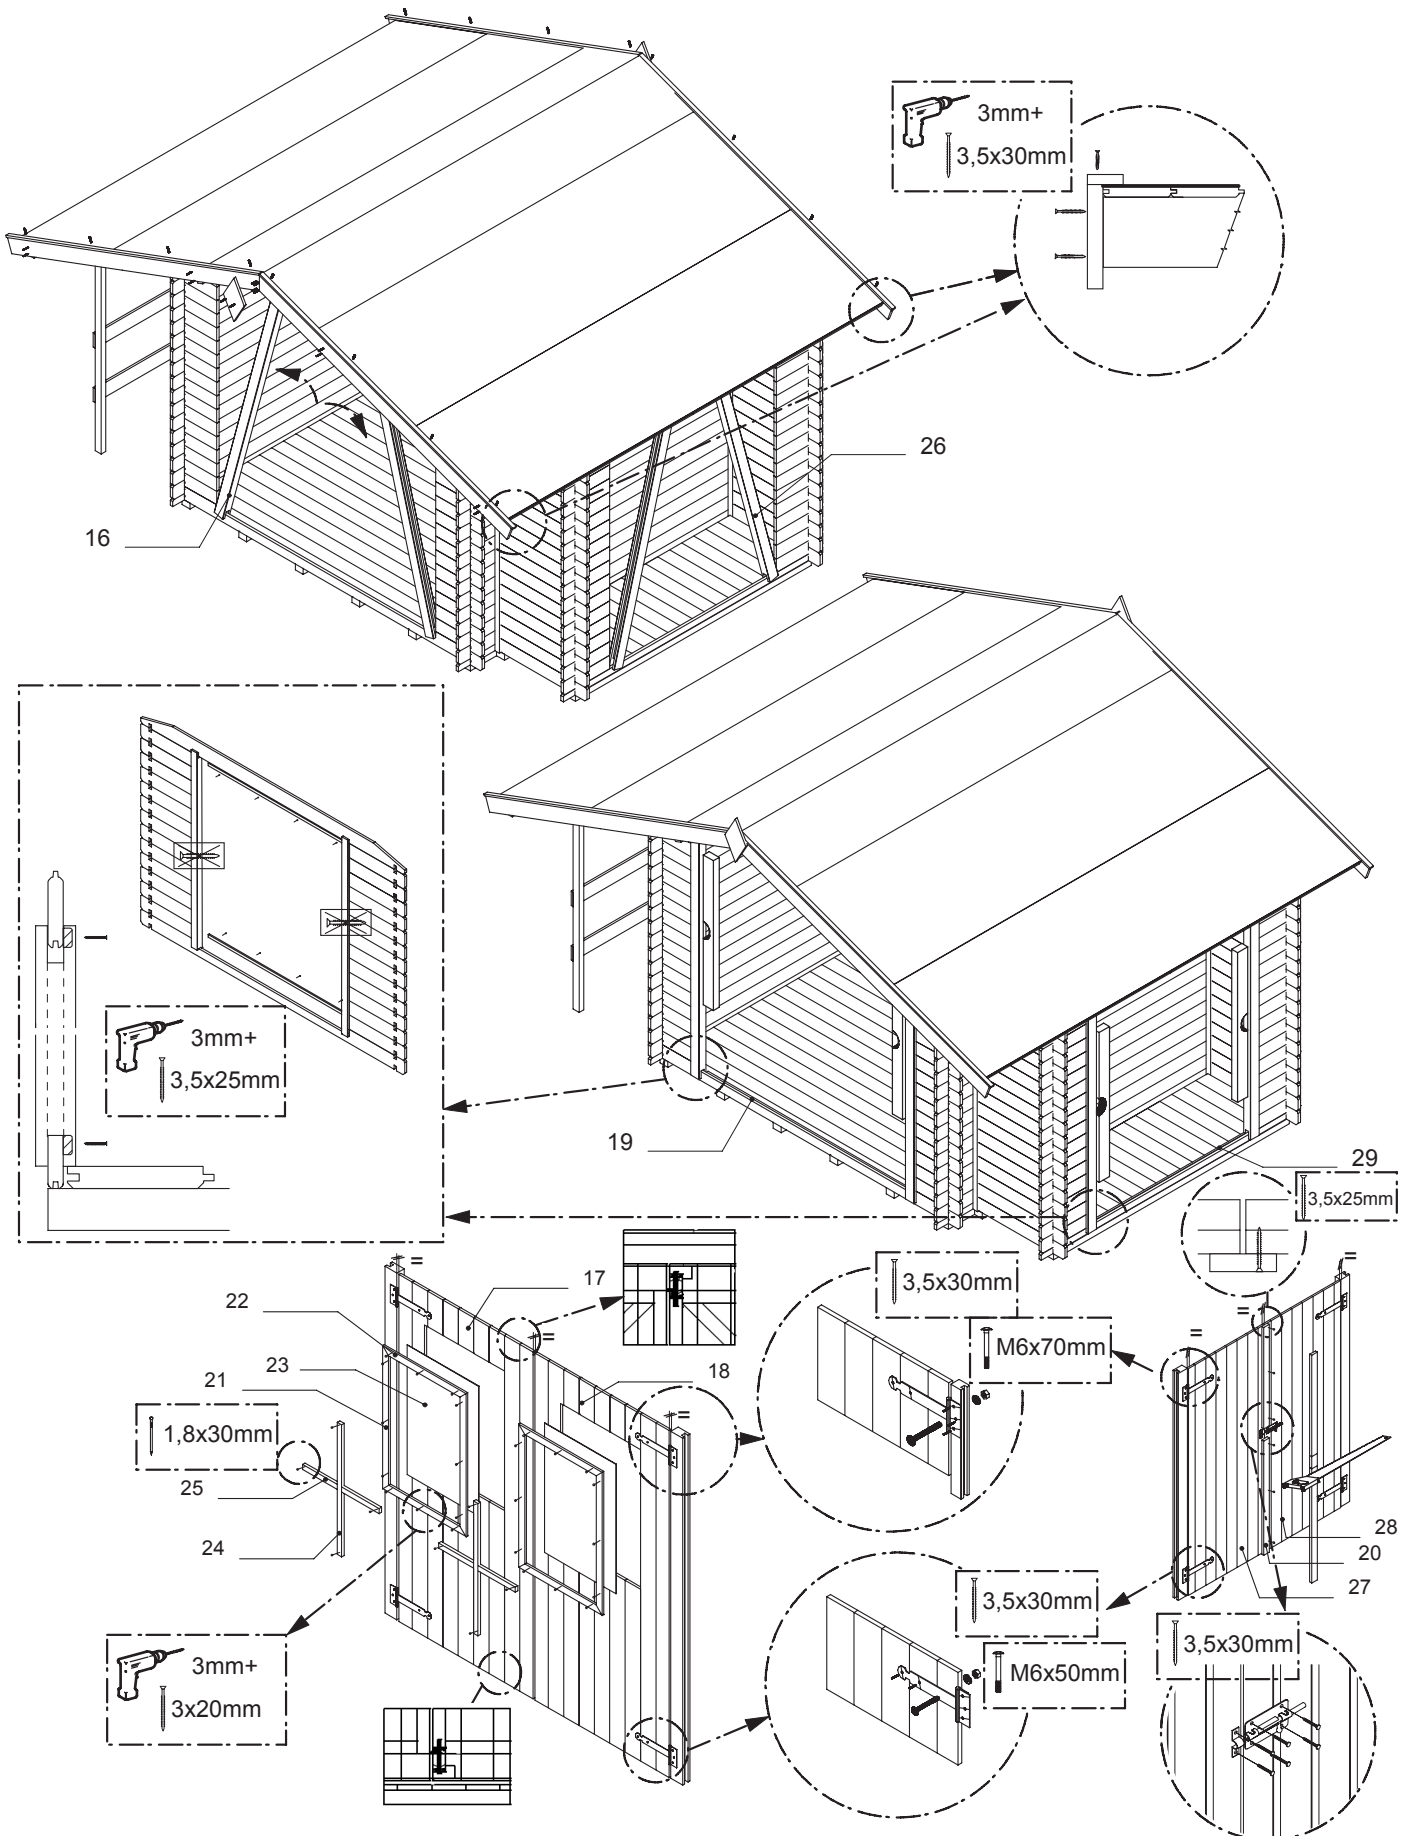 3mm+
3,5x30mm
26
16
3mm+
3,5x25mm
19
29
3,5x25mm
=
17
=
22
=
3,5x30mm
=
=
M6x70mm
23
18
21
=
1,8x30mm
25
24
28
20
27
3mm+
3x20mm
3,5x30mm
M6x50mm
3,5x30mm